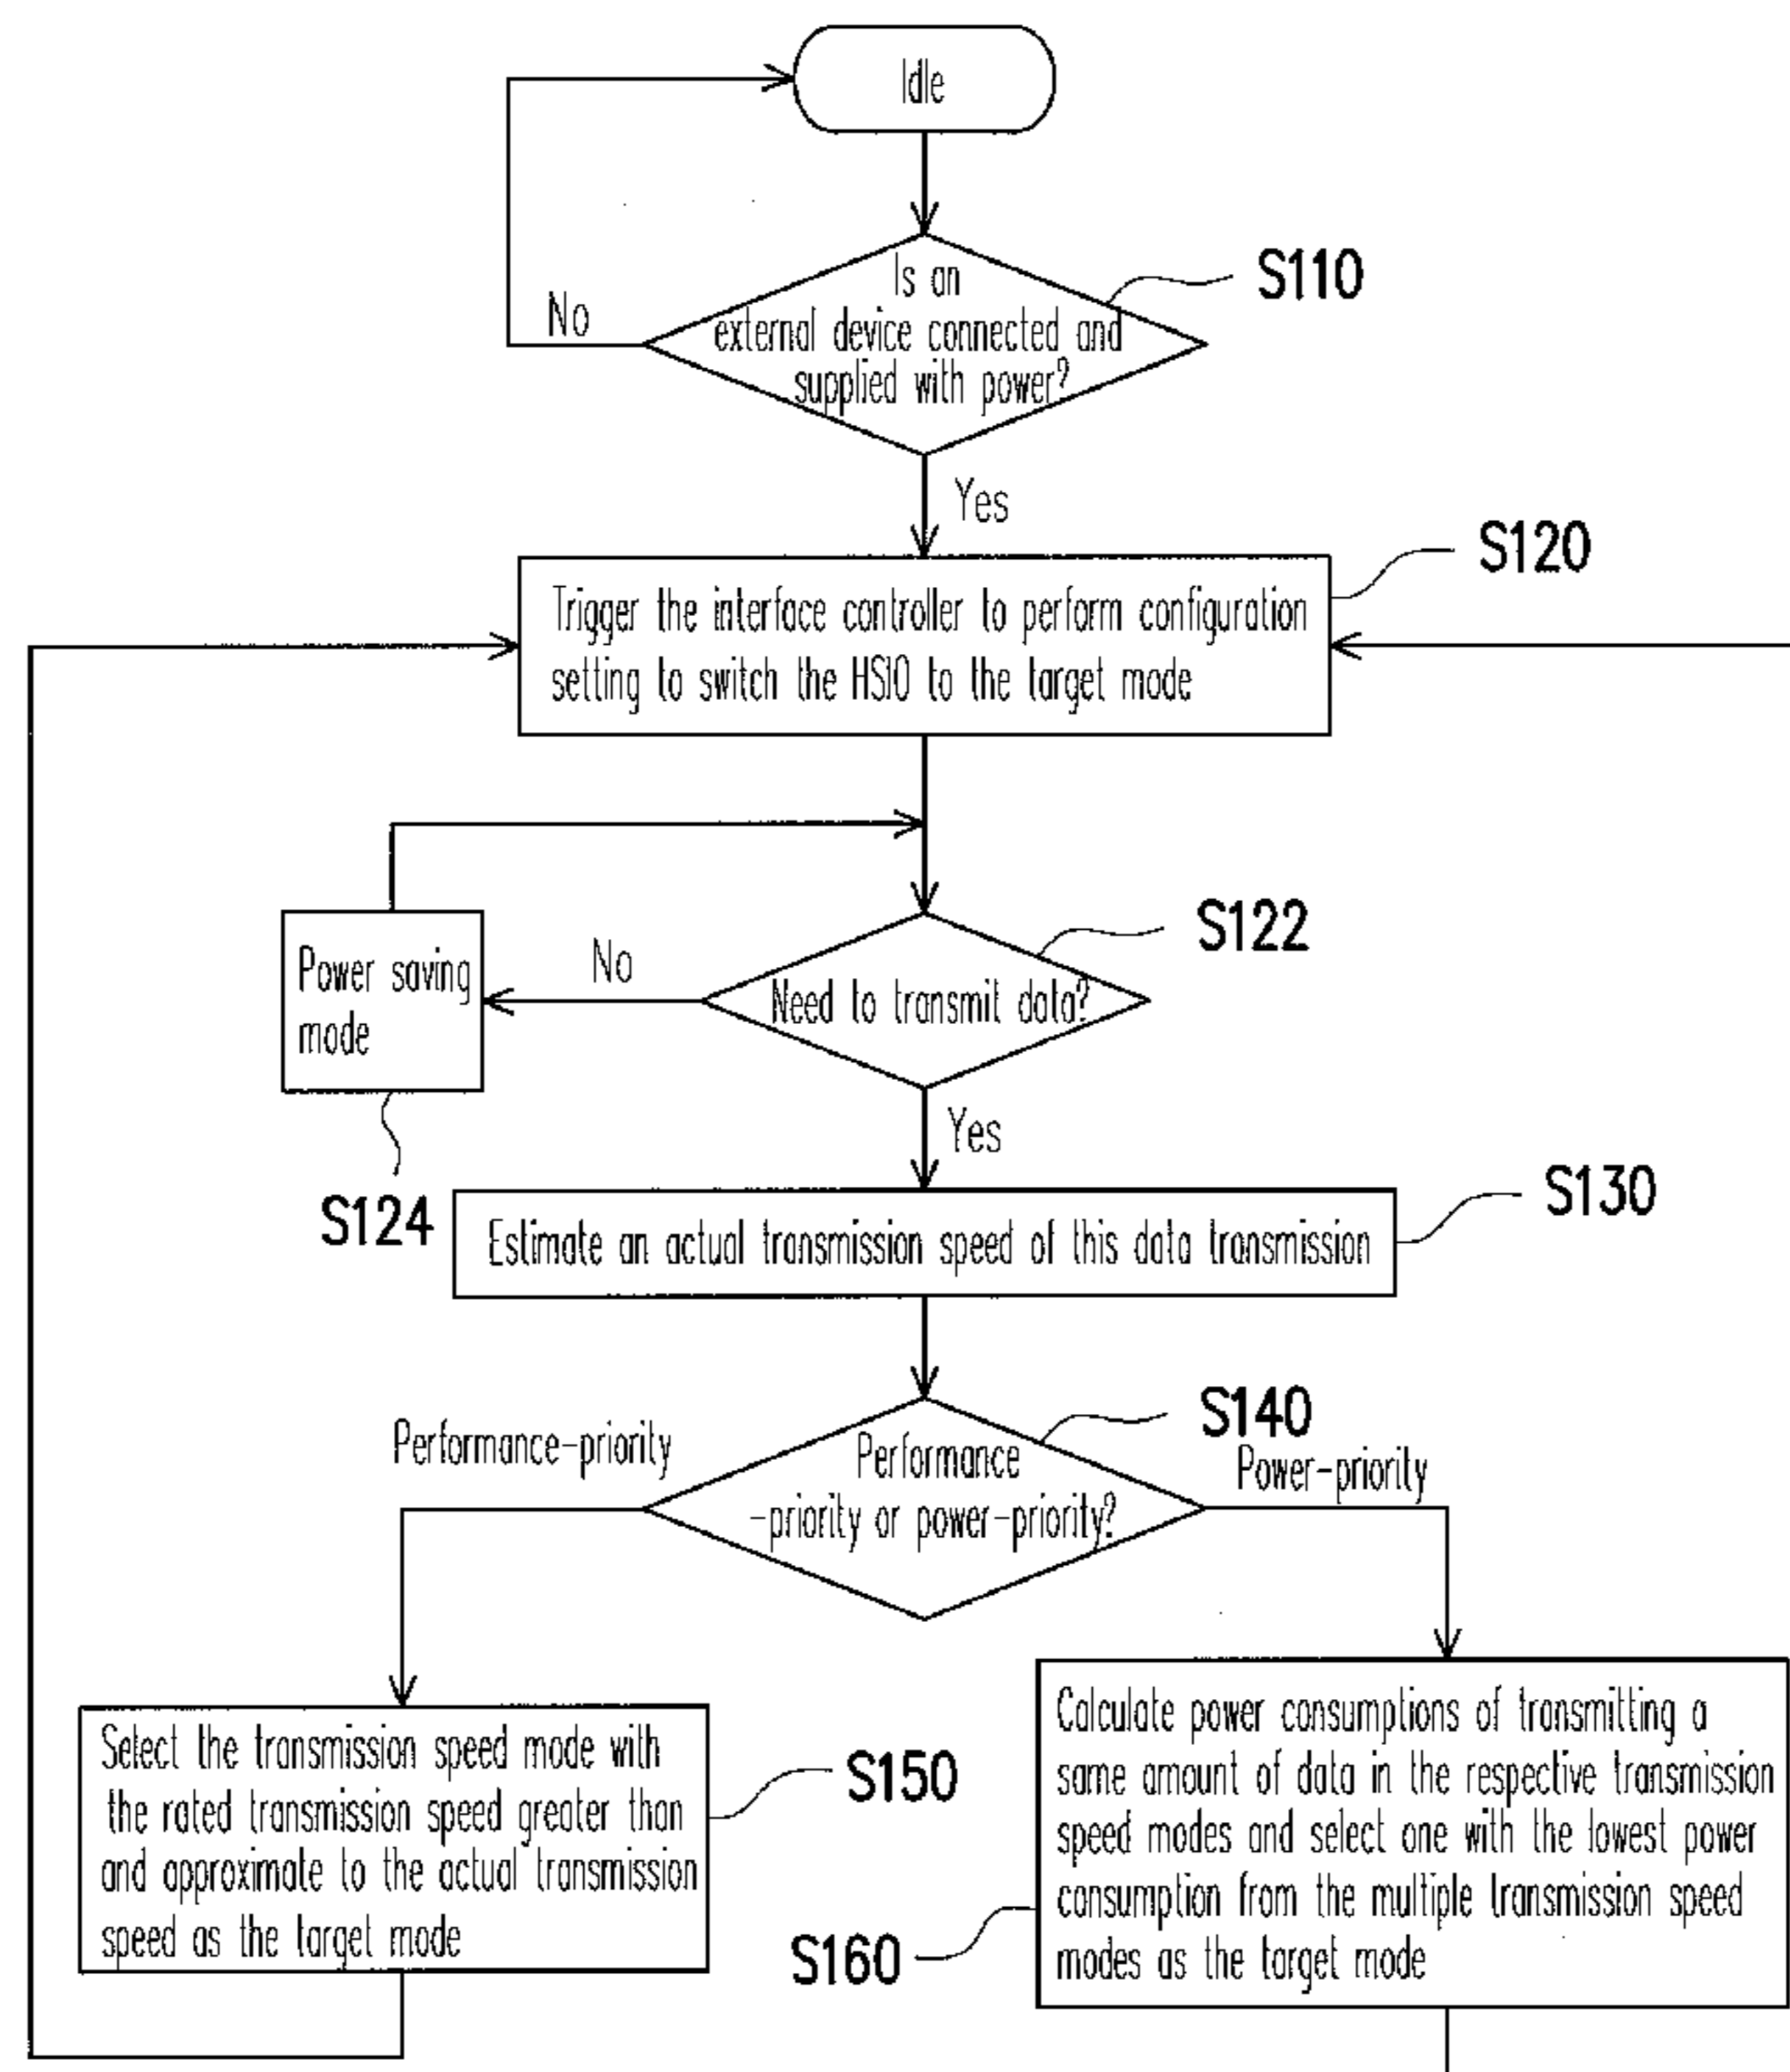 Idle
Is an
external device connected and
supplied with power?
S110
No
Yes
S120
Trigger the interface controller to perform configuration
setting to switch the HSIO to the target mode
S122
Need to transmit data?
No
Power saving
mode
S124
Yes
S130
Estimate an actual transmission speed of this data transmission
S140
Performance-priority
Performance
-priority or power-priority?
Power-priority
Select the transmission speed mode with
the rated transmission speed greater than
and approximate to the actual transmission
speed as the target mode
S150
Calculate power consumptions of transmitting a
same amount of data in the respective transmission
speed modes and select one with the lowest power
consumption from the multiple transmission speed
modes as the target mode
S160